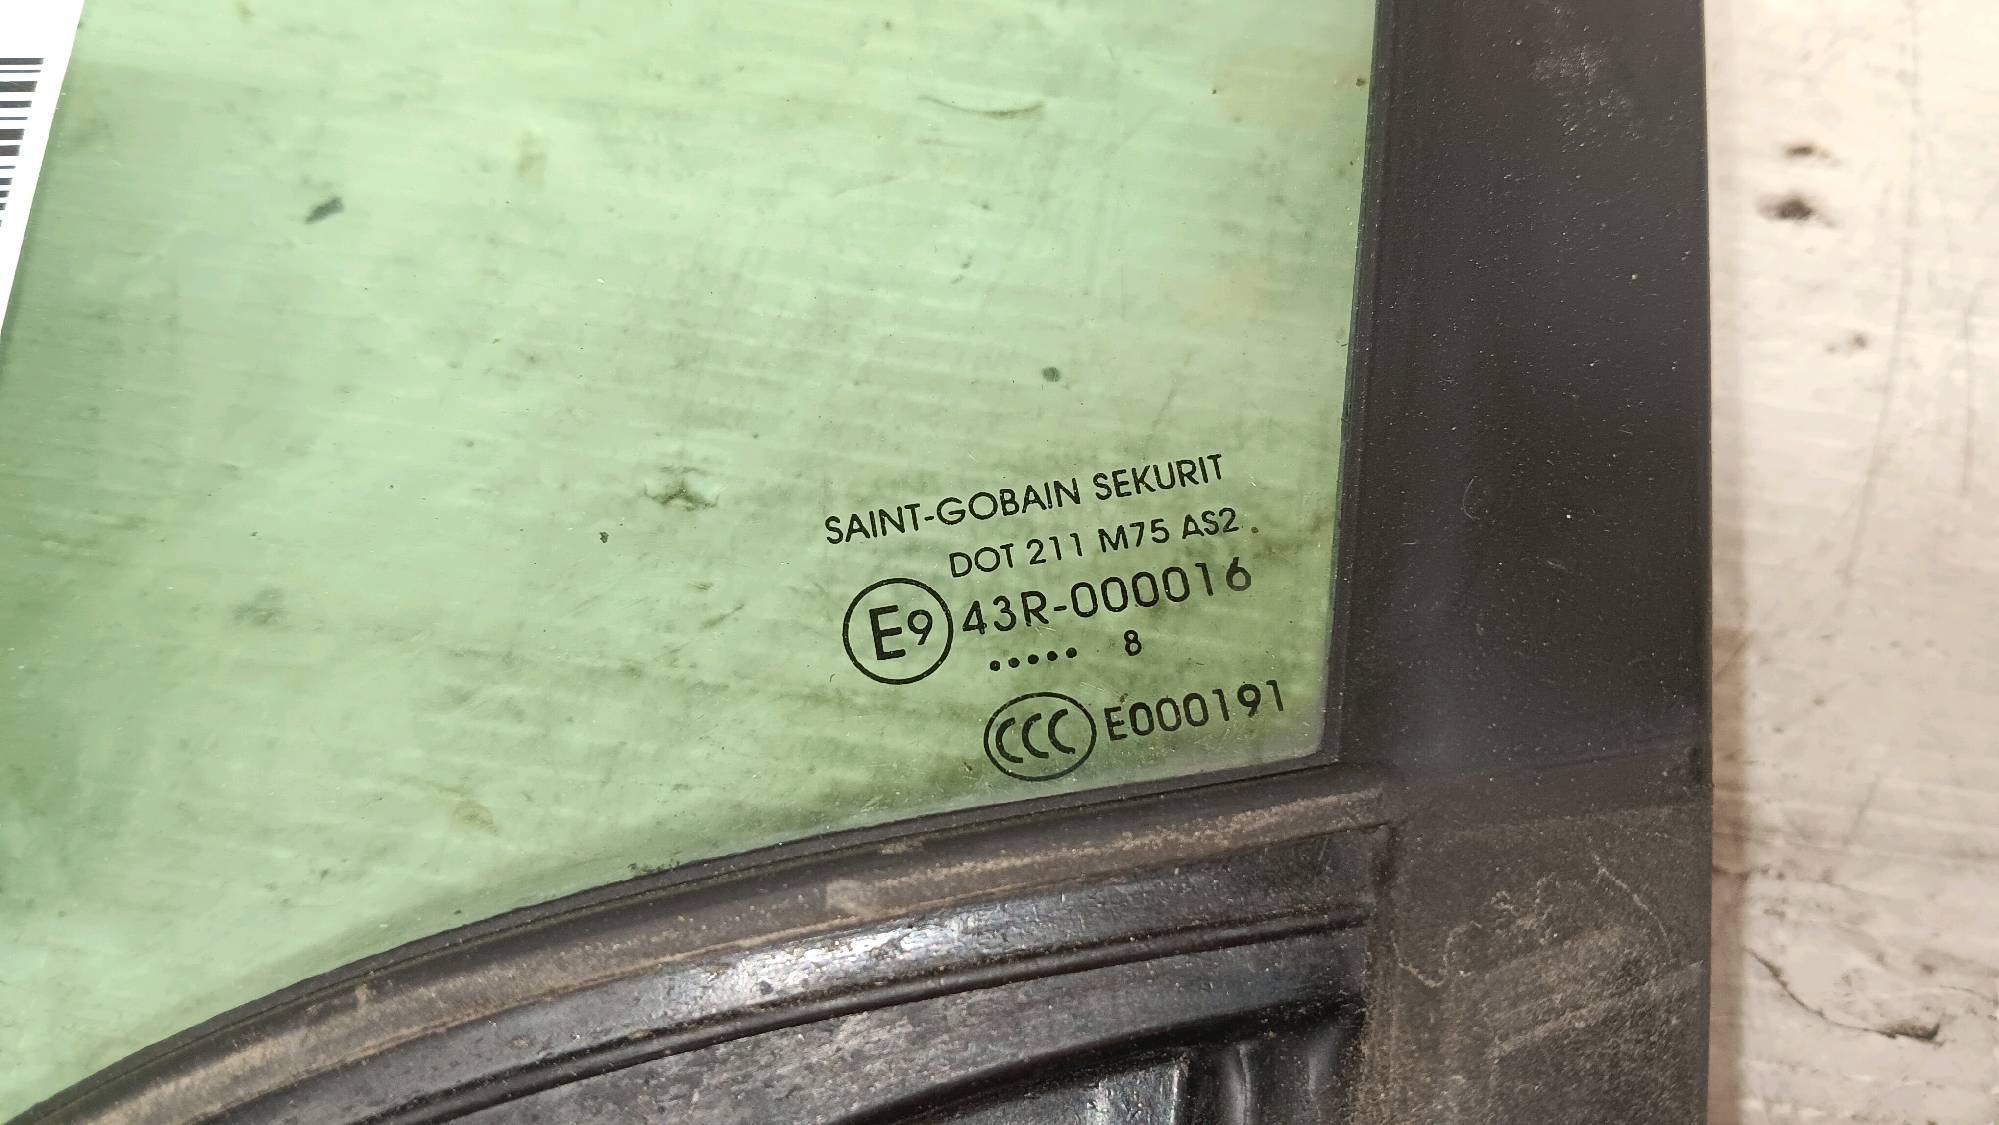 SAINT-GOBAIN SEKURIT
DOT 211 M75 AS2
E9 43R-000016
..... 8
CCC E000191